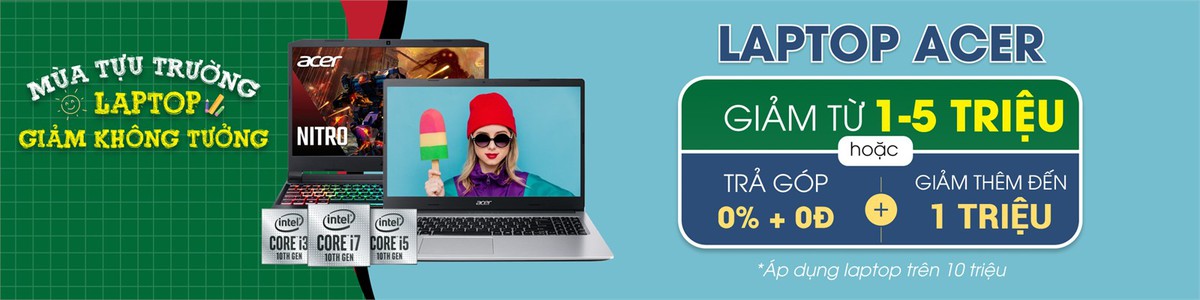 MÙA TỰU TRƯỜNG
LAPTOP
GIẢM KHÔNG TƯỞNG
acer
NITRO
acer
intel
CORE i3
10TH GEN
intel
CORE i7
10TH GEN
intel
CORE i5
10TH GEN
LAPTOP ACER
GIẢM TỪ 1-5 TRIỆU
hoặc
TRẢ GÓP
0% + 0Đ
+
GIẢM THÊM ĐẾN
1 TRIỆU
*Áp dụng laptop trên 10 triệu